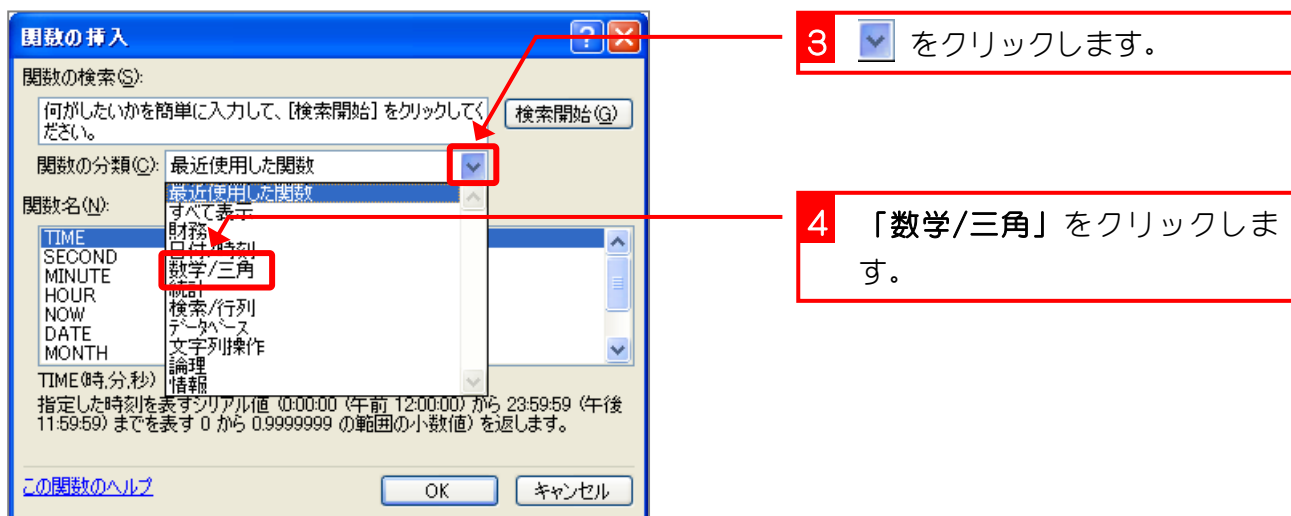 関数の挿入
関数の検索(S):
何がしたいかを簡単に入力して、[検索開始] をクリックしてく
ださい。
検索開始(G)
関数の分類(C):
最近使用した関数
最近使用した関数
すべて表示
財務
日付/時刻
数学/三角
統計
検索/行列
データベース
文字列操作
論理
情報
関数名(N):
TIME
SECOND
MINUTE
HOUR
NOW
DATE
MONTH
TIME(時,分,秒)
指定した時刻を表すシリアル値 (0:00:00 (午前 12:00:00) から 23:59:59 (午後
11:59:59) までを表す 0 から 0.9999999 の範囲の小数値) を返します。
この関数のヘルプ
OK
キャンセル
3 をクリックします。
4 「数学/三角」をクリックしま
す。